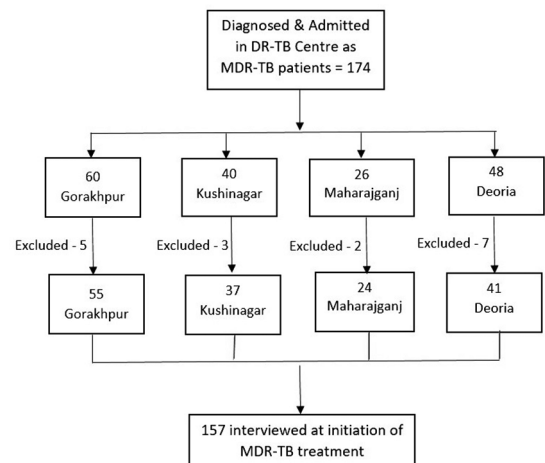 Diagnosed & Admitted
in DR-TB Centre as
MDR-TB patients = 174
60
Gorakhpur
40
Kushinagar
26
Maharajganj
48
Deoria
Excluded - 5
Excluded - 3
Excluded - 2
Excluded - 7
55
Gorakhpur
37
Kushinagar
24
Maharajganj
41
Deoria
157 interviewed at initiation of
MDR-TB treatment